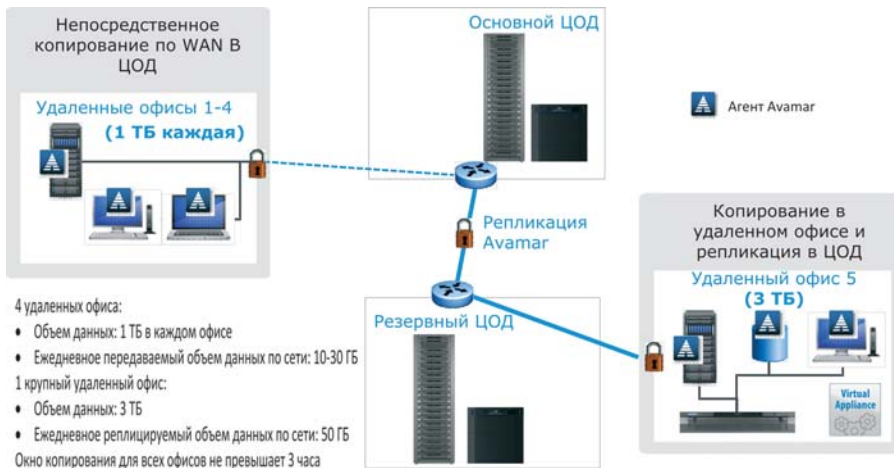 Непосредственное
копирование по WAN В
ЦОД
Удаленные офисы 1-4
(1 ТБ каждая)
Основной ЦОД
Агент Avamar
Репликация
Avamar
Резервный ЦОД
Копирование в
удаленном офисе и
репликация в ЦОД
Удаленный офис 5
(3 ТБ)
Virtual
Appliance
4 удаленных офиса:
• Объем данных: 1 ТБ в каждом офисе
• Ежедневное передаваемый объем данных по сети: 10-30 ГБ
1 крупный удаленный офис:
• Объем данных: 3 ТБ
• Ежедневное реплицируемый объем данных по сети: 50 ГБ
Окно копирования для всех офисов не превышает 3 часа